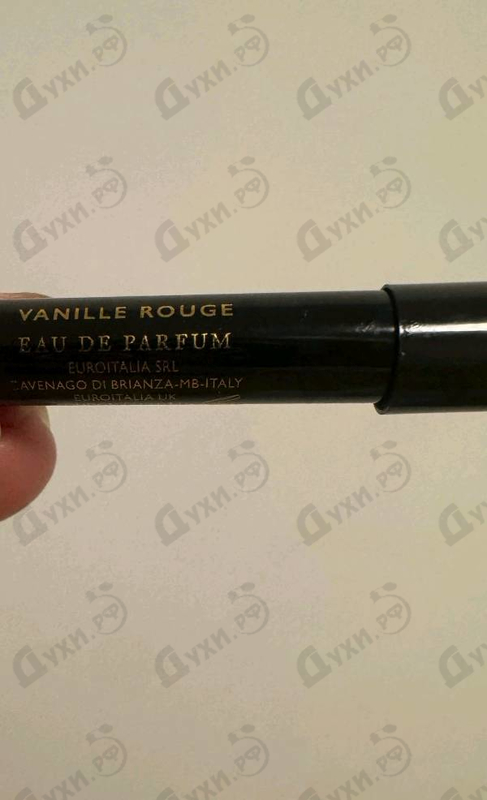 VANILLE ROUGE
EAU DE PARFUM
EUROITALIA SRL
CAVENAGO DI BRIANZA-MB-ITALY
EUROITALIA UK
Духи.рф